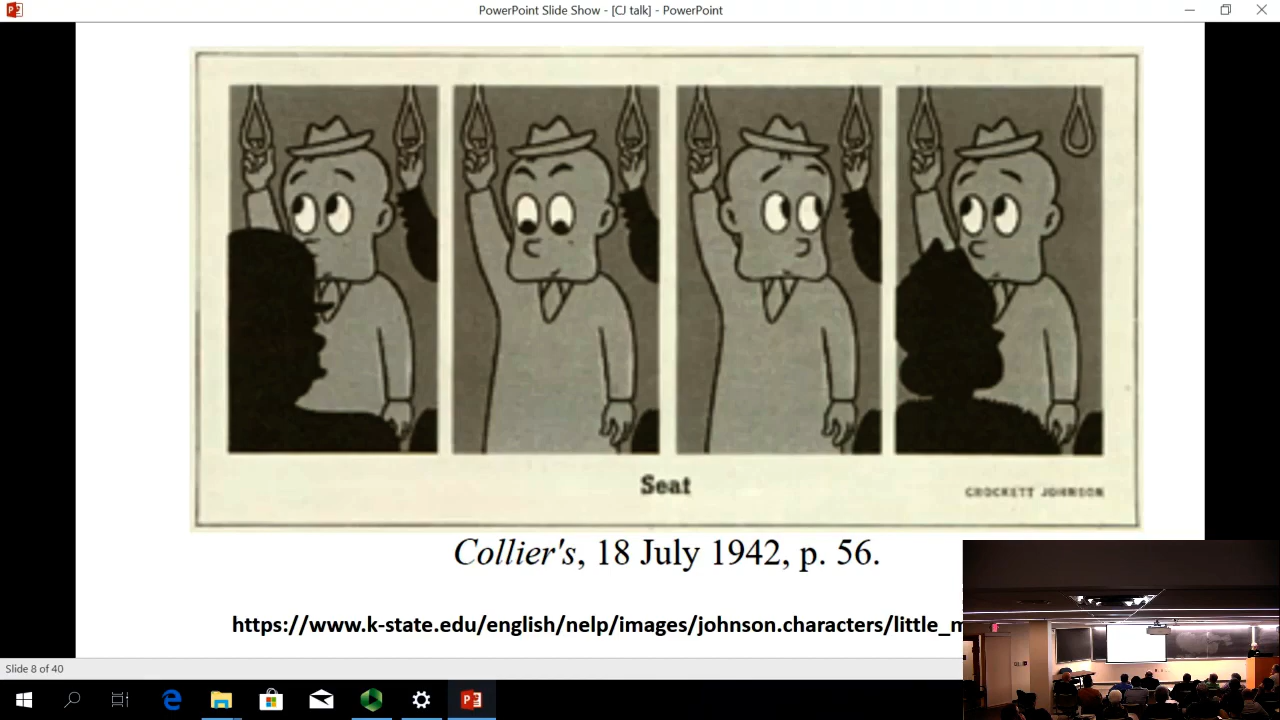 PowerPoint Slide Show - [CJ talk] - PowerPoint
Seat
CROCKETT JOHNSON
Collier's, 18 July 1942, p. 56.
https://www.k-state.edu/english/nelp/images/johnson.characters/little_m
Slide 8 of 40